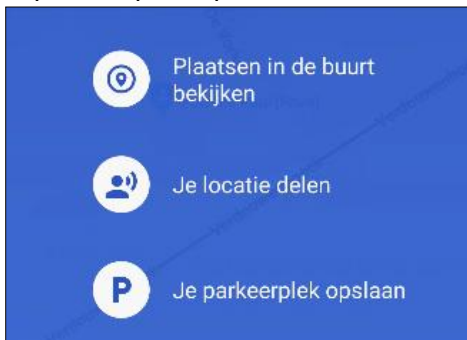 Plaatsen in de buurt
bekijken
Je locatie delen
P
Je parkeerplek opslaan